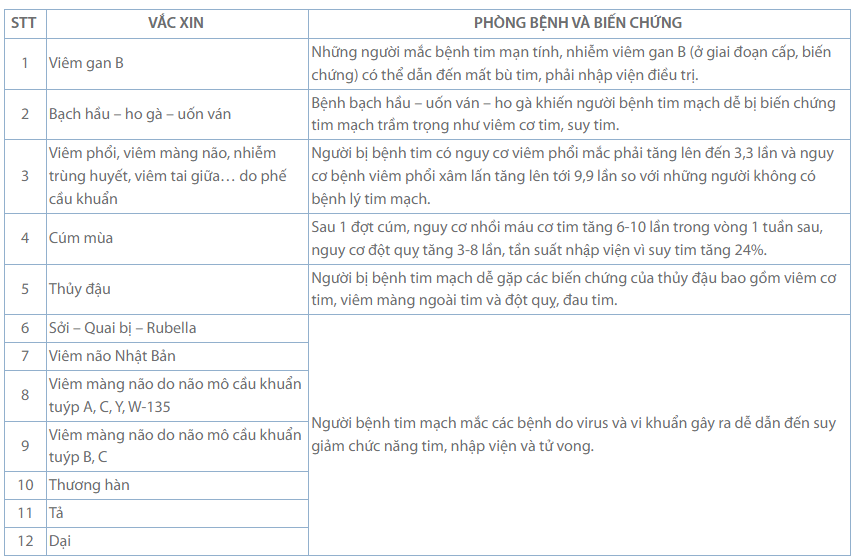 STT VẮC XIN PHÒNG BỆNH VÀ BIẾN CHỨNG
1 Viêm gan B
Những người mắc bệnh tim mạn tính, nhiễm viêm gan B (ở giai đoạn cấp, biến
chứng) có thể dẫn đến mất bù tim, phải nhập viện điều trị.
2 Bạch hầu – ho gà – uốn ván
Bệnh bạch hầu – uốn ván – ho gà khiến người bệnh tim mạch dễ bị biến chứng
tim mạch trầm trọng như viêm cơ tim, suy tim.
3
Viêm phổi, viêm màng não, nhiễm
trùng huyết, viêm tai giữa… do phế
cầu khuẩn
Người bị bệnh tim có nguy cơ viêm phổi mắc phải tăng lên đến 3,3 lần và nguy
cơ bệnh viêm phổi xâm lấn tăng lên tới 9,9 lần so với những người không có
bệnh lý tim mạch.
4 Cúm mùa
Sau 1 đợt cúm, nguy cơ nhồi máu cơ tim tăng 6-10 lần trong vòng 1 tuần sau,
nguy cơ đột quỵ tăng 3-8 lần, tần suất nhập viện vì suy tim tăng 24%.
5 Thủy đậu
Người bị bệnh tim mạch dễ gặp các biến chứng của thủy đậu bao gồm viêm cơ
tim, viêm màng ngoài tim và đột quỵ, đau tim.
6 Sởi – Quai bị – Rubella
7 Viêm não Nhật Bản
8
Viêm màng não do não mô cầu khuẩn
tuýp A, C, Y, W-135
9
Viêm màng não do não mô cầu khuẩn
tuýp B, C
10 Thương hàn
11 Tả
12 Dại
Người bệnh tim mạch mắc các bệnh do virus và vi khuẩn gây ra dễ dẫn đến suy
giảm chức năng tim, nhập viện và tử vong.